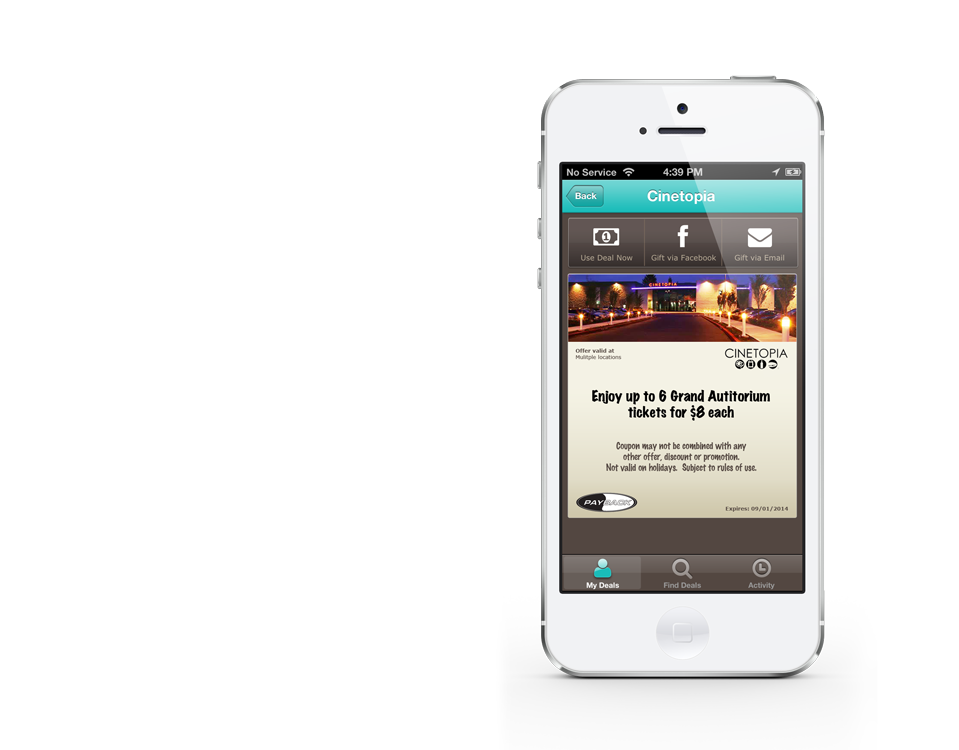 No Service 4:39 PM
Back Cinetopia
Use Deal Now Gift via Facebook Gift via Email
CINETOPIA
Offer valid at
Mulitple locations
CINETOPIA
Enjoy up to 6 Grand Autitorium
tickets for $8 each
Coupon may not be combined with any
other offer, discount or promotion.
Not valid on holidays. Subject to rules of use.
PAYBACK
Expires: 09/01/2014
My Deals Find Deals Activity